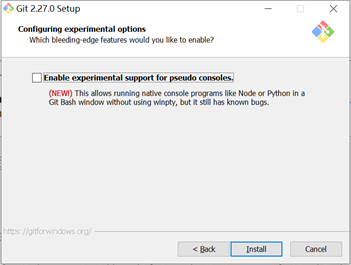 Git 2.27.0 Setup
Configuring experimental options
Which bleeding-edge features would you like to enable?
Enable experimental support for pseudo consoles.
(NEW!) This allows running native console programs like Node or Python in a
Git Bash window without using winpty, but it still has known bugs.
https://gitforwindows.org/
< Back
Install
Cancel